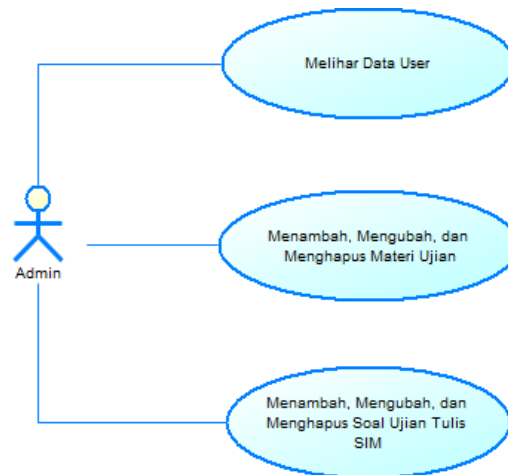 Melihar Data User
Menambah, Mengubah, dan
Menghapus Materi Ujian
Admin
Menambah, Mengubah, dan
Menghapus Soal Ujian Tulis
SIM